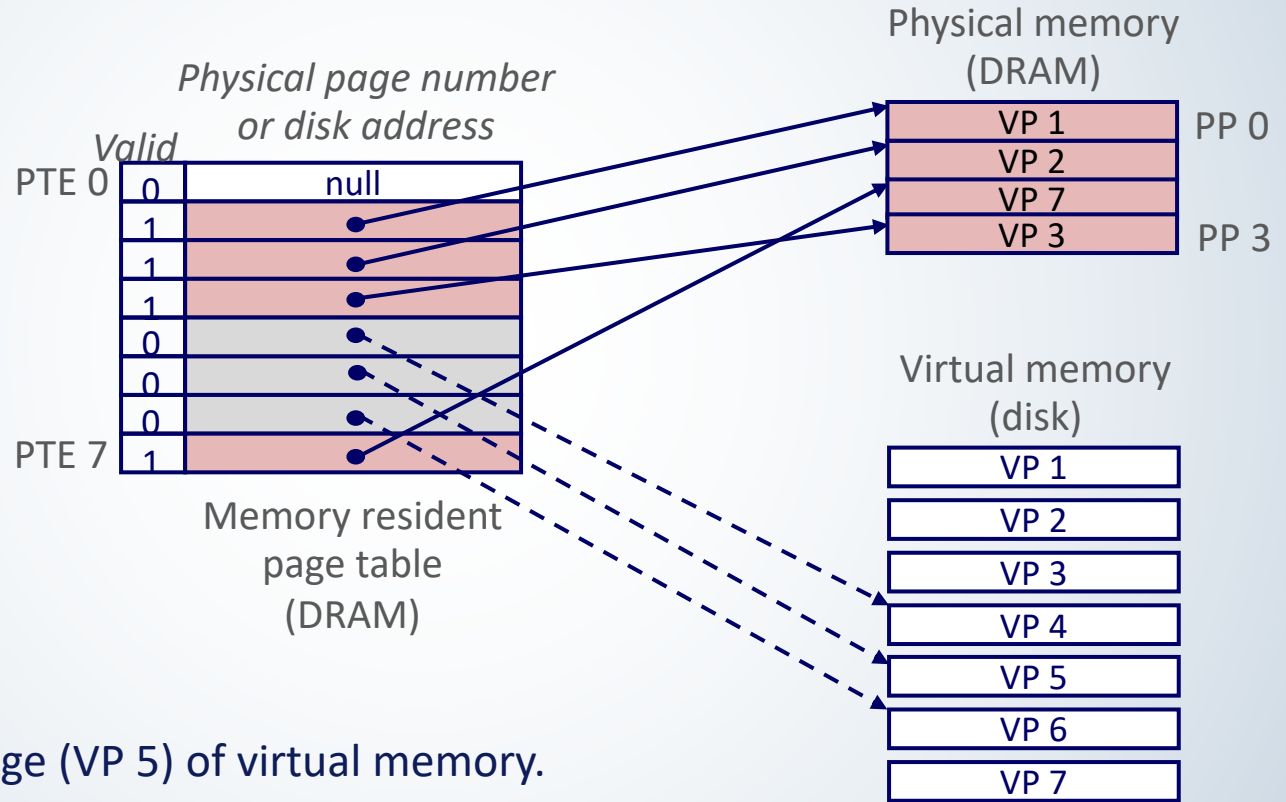 Physical memory
(DRAM)
Physical page number
or disk address
Valid
VP 1 PP 0
VP 2
VP 7
VP 3 PP 3
PTE 0 0 null
1
1
1
0
0
0
PTE 7 1
Memory resident
page table
(DRAM)
Virtual memory
(disk)
VP 1
VP 2
VP 3
VP 4
VP 5
VP 6
VP 7
ge (VP 5) of virtual memory.